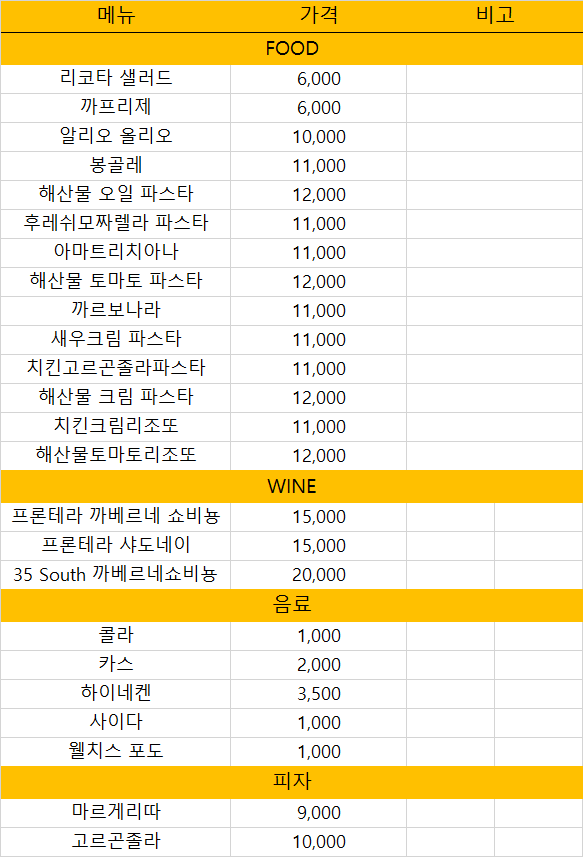 메뉴 가격 비고
FOOD
리코타 샐러드 6,000
까프리제 6,000
알리오 올리오 10,000
봉골레 11,000
해산물 오일 파스타 12,000
후레쉬모짜렐라 파스타 11,000
아마트리치아나 11,000
해산물 토마토 파스타 12,000
까르보나라 11,000
새우크림 파스타 11,000
치킨고르곤졸라파스타 11,000
해산물 크림 파스타 12,000
치킨크림리조또 11,000
해산물토마토리조또 12,000
WINE
프론테라 까베르네 쇼비뇽 15,000
프론테라 샤도네이 15,000
35 South 까베르네쇼비뇽 20,000
음료
콜라 1,000
카스 2,000
하이네켄 3,500
사이다 1,000
웰치스 포도 1,000
피자
마르게리따 9,000
고르곤졸라 10,000